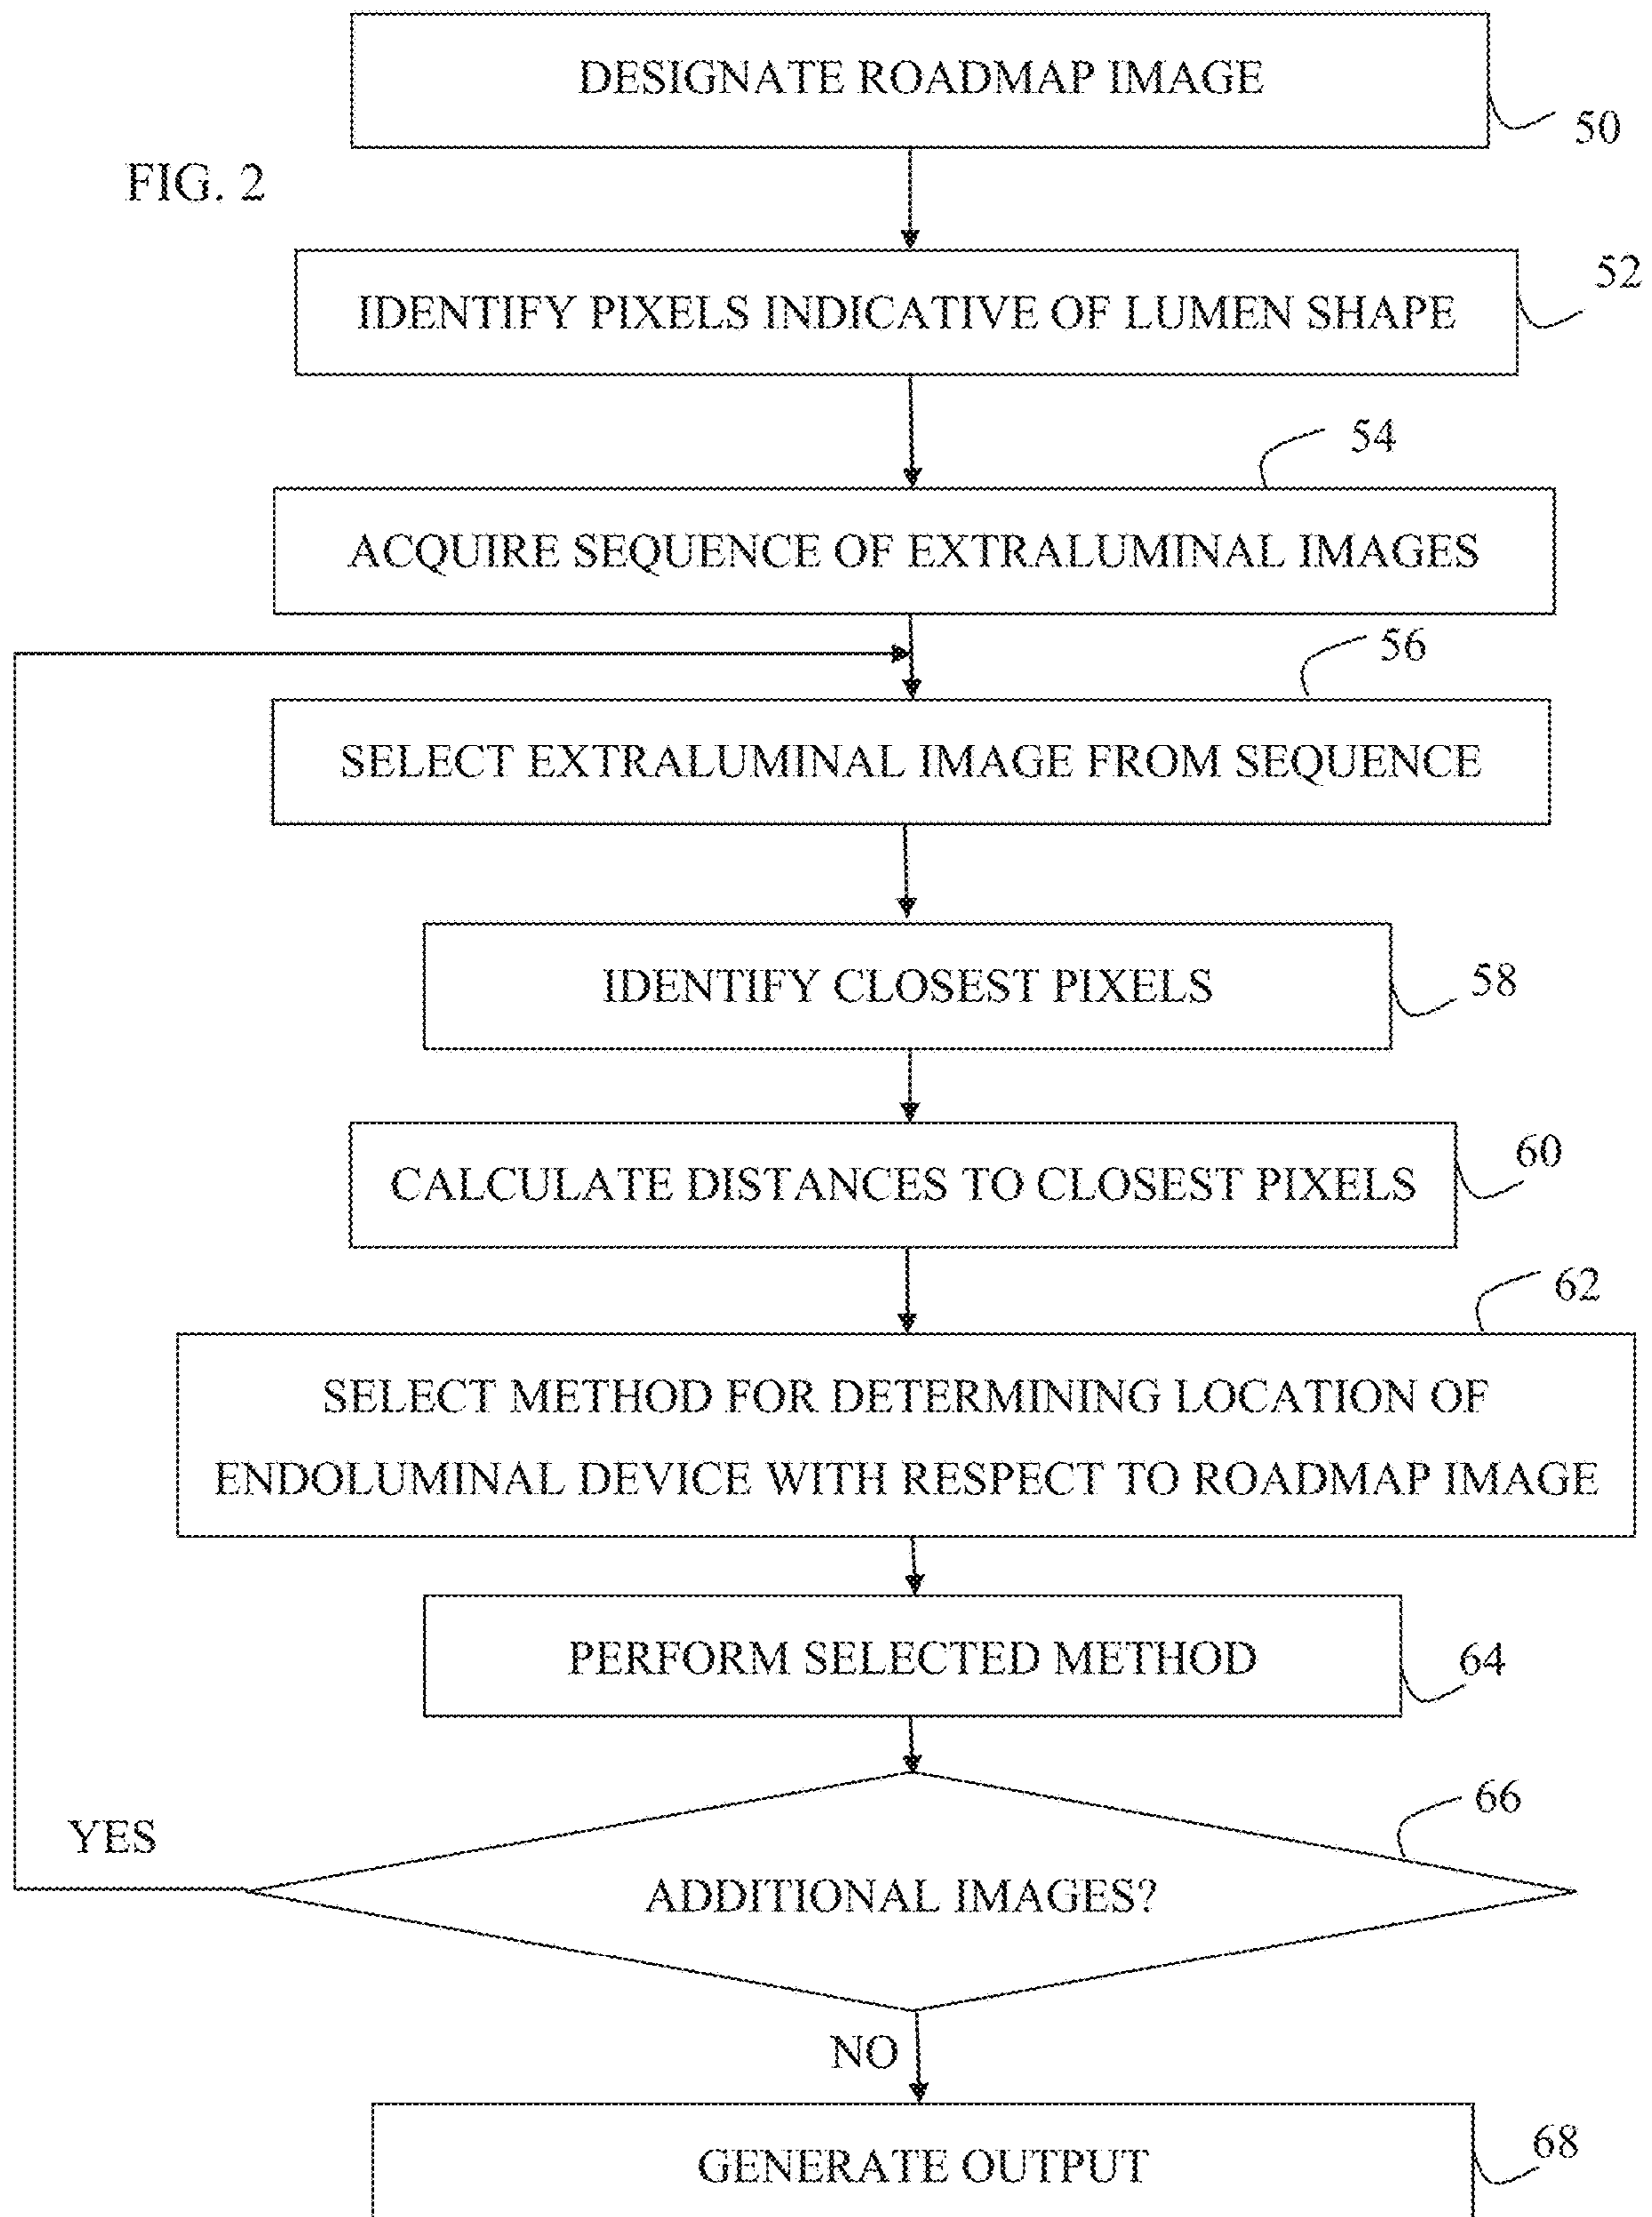 DESIGNATE ROADMAP IMAGE
50
FIG. 2
52
IDENTIFY PIXELS INDICATIVE OF LUMEN SHAPE
54
ACQUIRE SEQUENCE OF EXTRALUMINAL IMAGES
56
SELECT EXTRALUMINAL IMAGE FROM SEQUENCE
IDENTIFY CLOSEST PIXELS
58
60
CALCULATE DISTANCES TO CLOSEST PIXELS
62
SELECT METHOD FOR DETERMINING LOCATION OF
ENDOLUMINAL DEVICE WITH RESPECT TO ROADMAP IMAGE
PERFORM SELECTED METHOD
64
66
YES
ADDITIONAL IMAGES?
NO
GENERATE OUTPUT
68